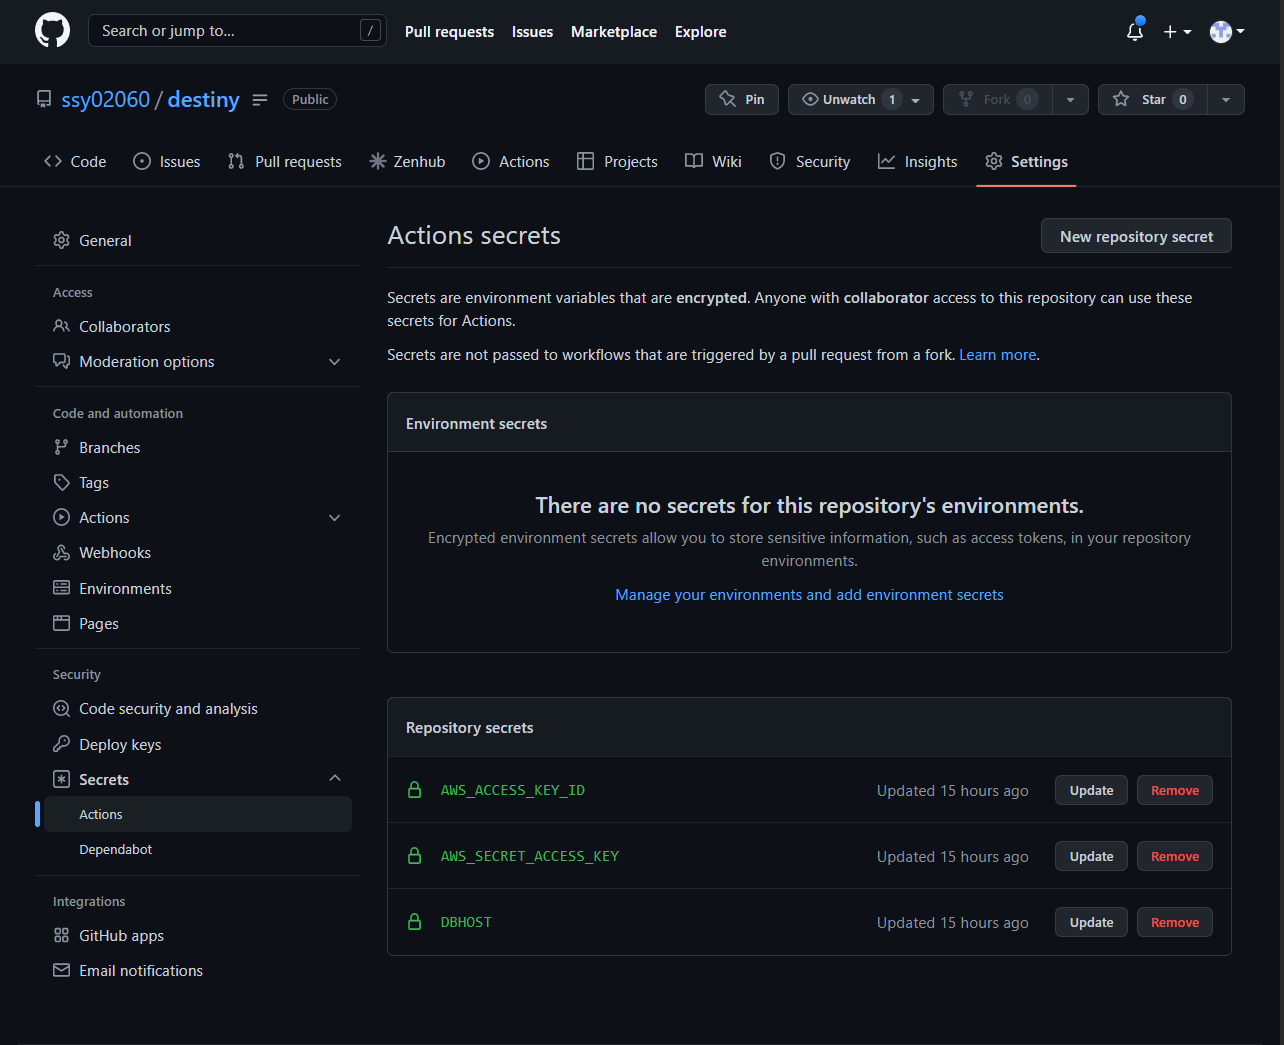 Search or jump to... /
Pull requests Issues Marketplace Explore
ssy02060 / destiny Public
Pin Unwatch 1 Fork 0 Star 0
Code Issues Pull requests Zenhub Actions Projects Wiki Security Insights Settings
General
Access
Collaborators
Moderation options
Code and automation
Branches
Tags
Actions
Webhooks
Environments
Pages
Security
Code security and analysis
Deploy keys
Secrets
Actions
Dependabot
Integrations
GitHub apps
Email notifications
Actions secrets
New repository secret
Secrets are environment variables that are encrypted. Anyone with collaborator access to this repository can use these
secrets for Actions.
Secrets are not passed to workflows that are triggered by a pull request from a fork. Learn more.
Environment secrets
There are no secrets for this repository's environments.
Encrypted environment secrets allow you to store sensitive information, such as access tokens, in your repository
environments.
Manage your environments and add environment secrets
Repository secrets
AWS_ACCESS_KEY_ID Updated 15 hours ago Update Remove
AWS_SECRET_ACCESS_KEY Updated 15 hours ago Update Remove
DBHOST Updated 15 hours ago Update Remove